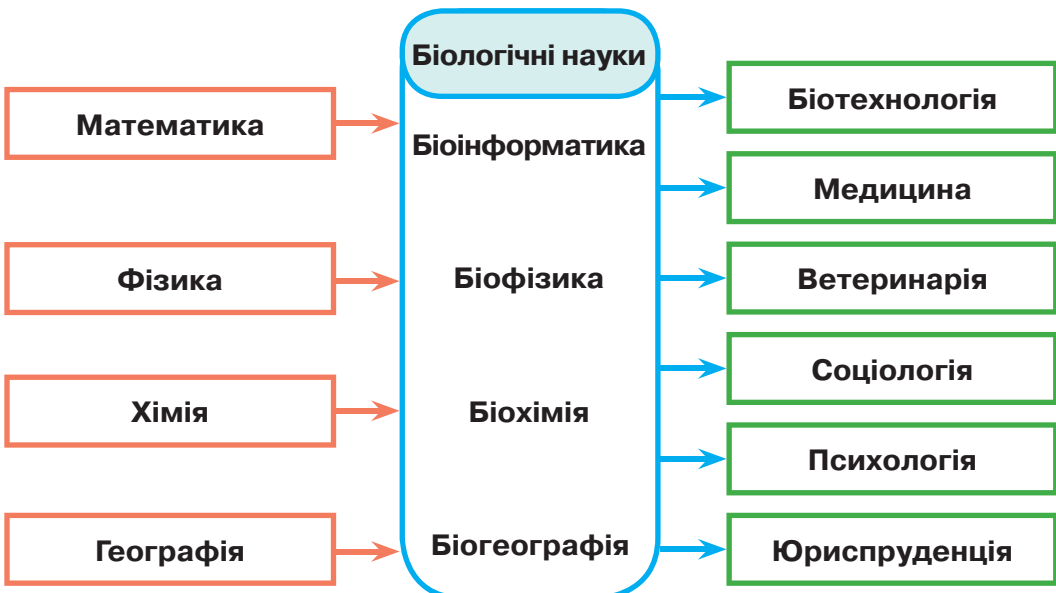 Біологічні науки
Математика
Фізика
Хімія
Географія
Біоінформатика
Біофізика
Біохімія
Біогеографія
Біотехнологія
Медицина
Ветеринарія
Соціологія
Психологія
Юриспруденція